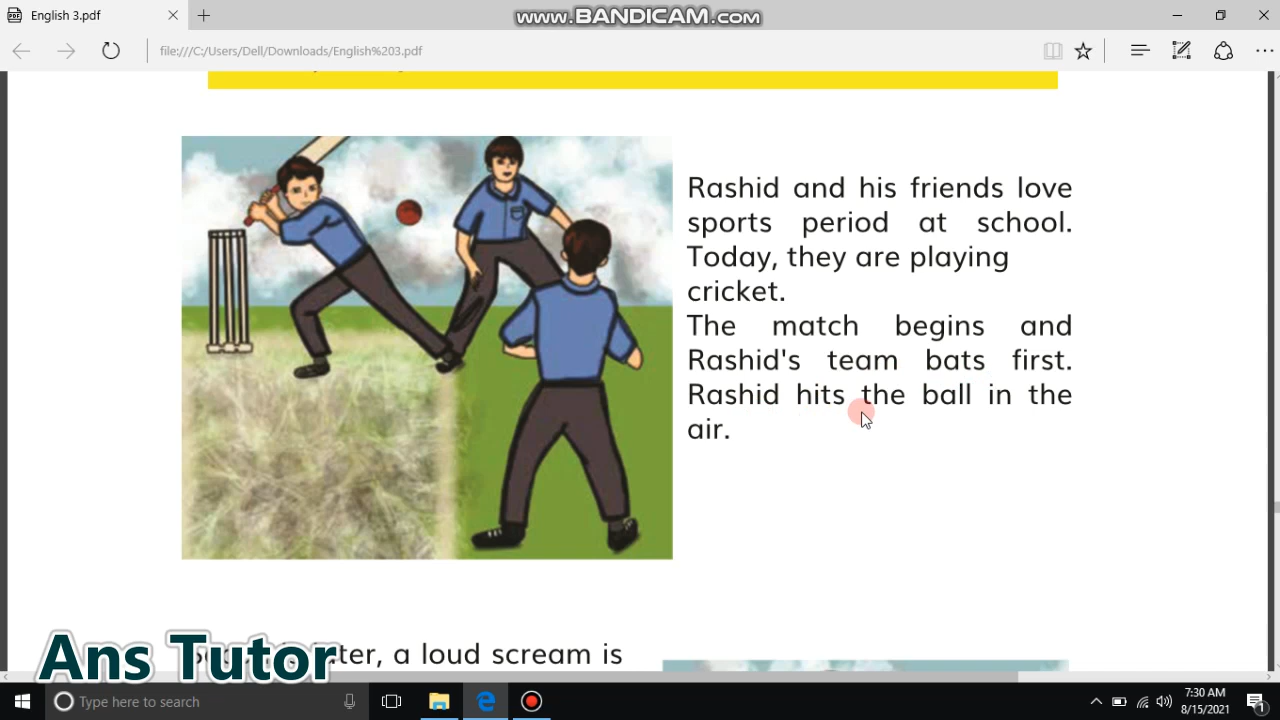 English 3.pdf
www.BANDICAM.com
file:///C:/Users/Dell/Downloads/English%203.pdf
Rashid and his friends love
sports period at school.
Today, they are playing
cricket.
The match begins and
Rashid's team bats first.
Rashid hits the ball in the
air.
a loud scream is
Ans Tutor
Type here to search
7:30 AM
8/15/2021
1